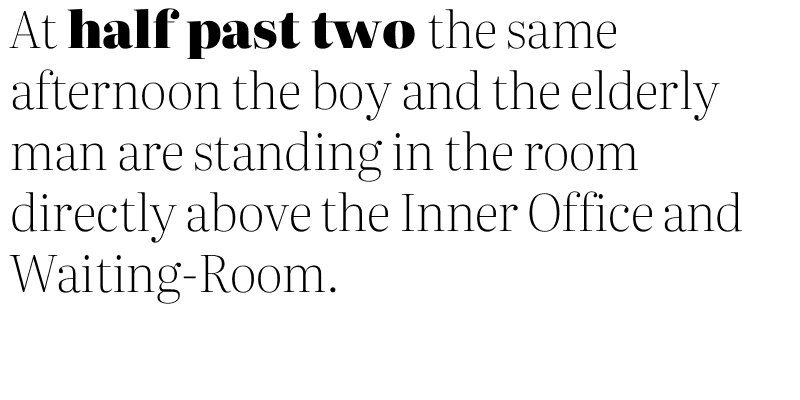 At half past two the same
afternoon the boy and the elderly
man are standing in the room
directly above the Inner Office and
Waiting-Room.